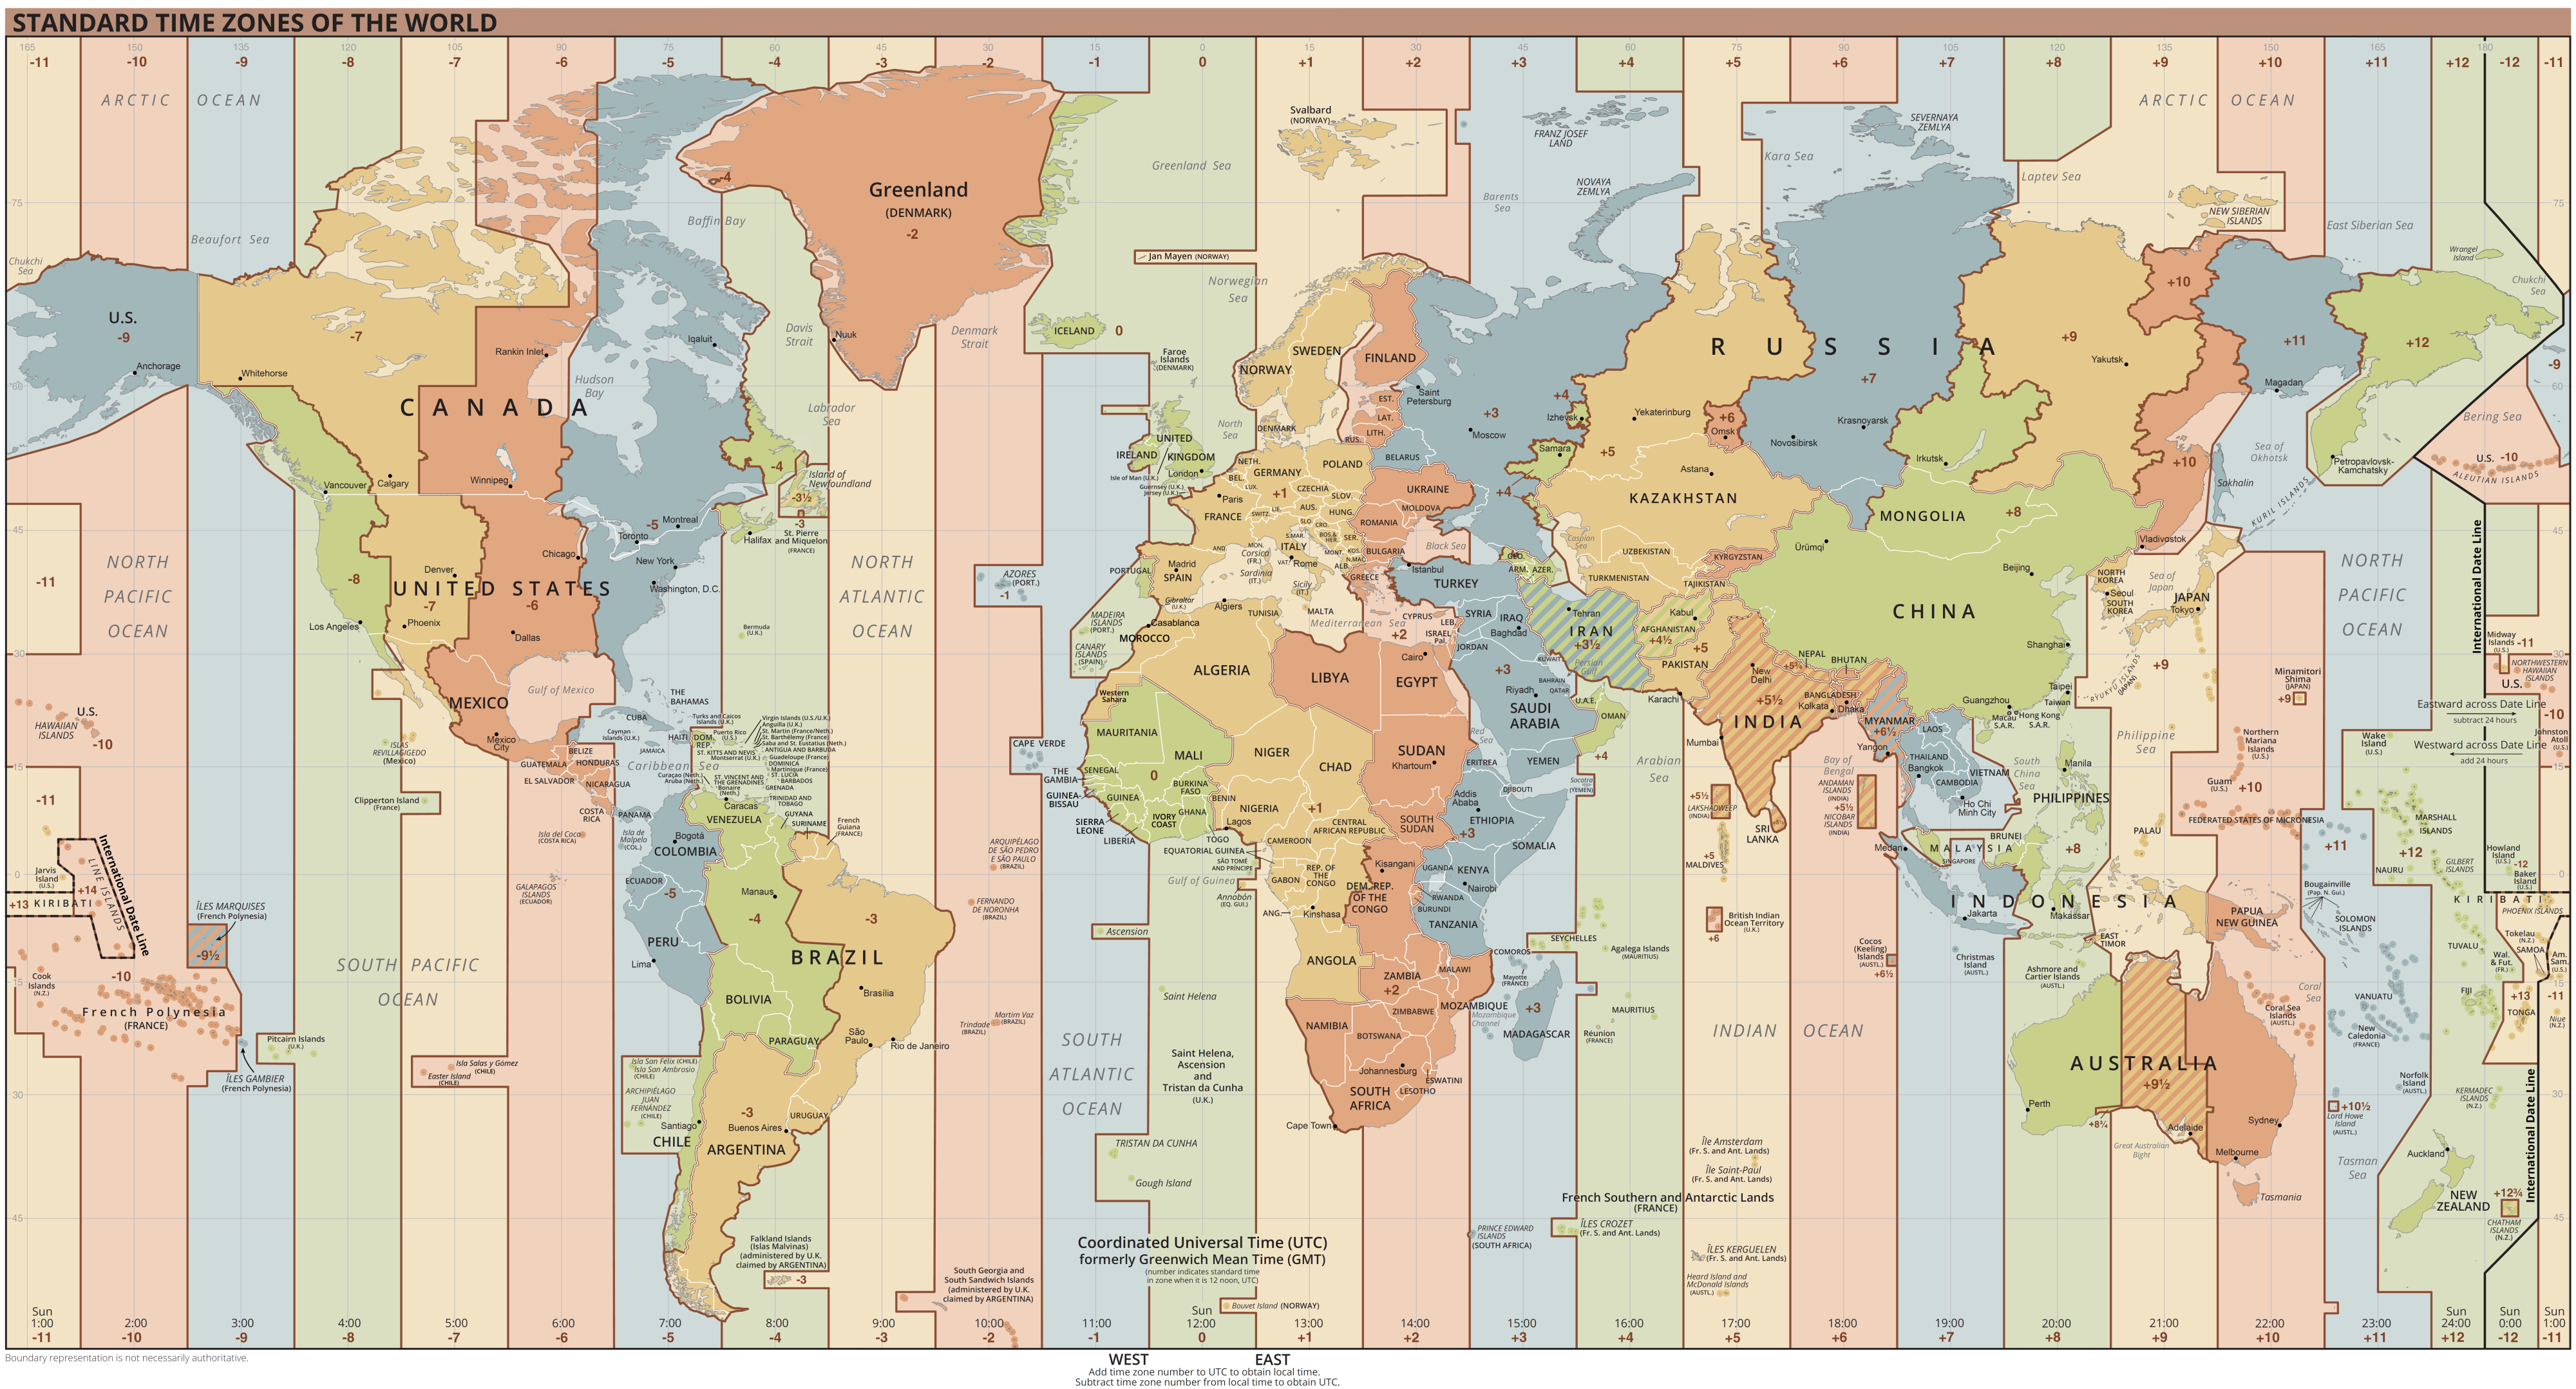 STANDARD TIME ZONES OF THE WORLD
165 150 135 120 105 90 75 60 45 30 15 0 15 30 45 60 75 90 105 120 135 150 165 180
-11 -10 -9 -8 -7 -6 -5 -4 -3 -2 -1 0 +1 +2 +3 +4 +5 +6 +7 +8 +9 +10 +11 +12 -12 -11
ARCTIC OCEAN
ARCTIC OCEAN
Svalbard
(NORWAY)
FRANZ JOSEF
LAND
SEVERNAYA
ZEMLYA
Kara Sea
Laptev Sea
Greenland Sea
Barents
Sea
NOVAYA
ZEMLYA
NEW SIBERIAN
ISLANDS
East Siberian Sea
Wrangel
Island
Chukchi
Sea
Chukchi
Sea
Beaufort Sea
Baffin Bay
-4
Greenland
(DENMARK)
-2
Jan Mayen (NORWAY)
Norwegian
Sea
75
75
U.S.
-9
Anchorage
Whitehorse
-7
Rankin Inlet
Iqaluit
Hudson
Bay
Davis
Strait
Nuuk
Denmark
Strait
ICELAND
0
Faroe
Islands
(DENMARK)
CANADA
Labrador
Sea
60
60
SWEDEN
NORWAY
FINLAND
EST.
LAT.
LITH.
RUS.
BELARUS
DENMARK
North
Sea
Saint
Petersburg
+3
Moscow
+4
Izhevsk
Samara
+4
RUSSIA
Yekaterinburg
+5
+6
Omsk
+7
Novosibirsk
Krasnoyarsk
Irkutsk
+9
Yakutsk
+10
+10
+11
Magadan
+12
-9
Bering Sea
U.S. -10
ALEUTIAN ISLANDS
Petropavlovsk-
Kamchatsky
Sea of
Okhotsk
Sakhalin
KURIL ISLANDS
Vladivostok
Vancouver
Calgary
Winnipeg
-4
Island of
Newfoundland
-3½
-3
St. Pierre
and Miquelon
(FRANCE)
Halifax
Montreal
-5
Toronto
New York
Washington, D.C.
Chicago
Denver
UNITED STATES
-8
-7
-6
Los Angeles
Phoenix
Dallas
45
45
UNITED
KINGDOM
IRELAND
London
Isle of Man (U.K.)
Guernsey (U.K.)
Jersey (U.K.)
NETH.
BEL.
LUX.
GERMANY
POLAND
+1
CZECHIA
SLOV.
Paris
FRANCE
SWITZ.
LIE.
AUS.
HUNG.
SLO.
CRO.
S.MAR.
BOS.&
HER.
SER.
MONT.
KOS.
N.MAC.
ALB.
MON.
AND.
Corsica
(FR.)
ITALY
VAT.
Rome
Sardinia
(IT.)
Sicily
(IT.)
MALTA
UKRAINE
MOLDOVA
ROMANIA
BULGARIA
GREECE
Black Sea
Istanbul
TURKEY
GEO.
ARM.
AZER.
Caspian
Sea
KAZAKHSTAN
Astana
UZBEKISTAN
TURKMENISTAN
KYRGYZSTAN
TAJIKISTAN
MONGOLIA
+8
Ürümqi
Beijing
CHINA
Shanghai
Guangzhou
Macau
S.A.R.
Hong Kong
S.A.R.
Taipei
Taiwan
NORTH
KOREA
Seoul
SOUTH
KOREA
Sea of
Japan
JAPAN
Tokyo
+9
RYUKYU ISLANDS
(JAPAN)
NORTH
PACIFIC
OCEAN
NORTH
ATLANTIC
OCEAN
NORTH
PACIFIC
OCEAN
-11
AZORES
(PORT.)
-1
PORTUGAL
Madrid
SPAIN
Gibraltar
(U.K.)
Algiers
TUNISIA
Mediterranean Sea
Casablanca
MOROCCO
MADEIRA
ISLANDS
(PORT.)
CANARY
ISLANDS
(SPAIN)
Bermuda
(U.K.)
Western
Sahara
ALGERIA
LIBYA
EGYPT
Cairo
+2
CYPRUS
LEB.
ISRAEL
Pal.
JORDAN
SYRIA
IRAQ
Baghdad
+3
KUWAIT
BAHRAIN
QATAR
Riyadh
SAUDI
ARABIA
U.A.E.
OMAN
+4
YEMEN
Socotra
(YEMEN)
Red
Sea
Persian
Gulf
Tehran
IRAN
+3½
Kabul
AFGHANISTAN
+4½
+5
PAKISTAN
Karachi
New
Delhi
+5½
INDIA
Mumbai
Kolkata
NEPAL
+5¾
BHUTAN
BANGLADESH
Dhaka
MYANMAR
+6½
Yangon
LAOS
THAILAND
Bangkok
VIETNAM
CAMBODIA
Ho Chi
Minh City
Arabian
Sea
Bay of
Bengal
ANDAMAN
ISLANDS
(INDIA)
+5½
NICOBAR
ISLANDS
(INDIA)
+5½
LAKSHADWEEP
(INDIA)
SRI
LANKA
+5
MALDIVES
South
China
Sea
Manila
PHILIPPINES
Philippine
Sea
30
30
MEXICO
Gulf of Mexico
Mexico
City
U.S.
HAWAIIAN
ISLANDS
-10
ISLAS
REVILLAGIGEDO
(Mexico)
Clipperton Island
(France)
THE
BAHAMAS
CUBA
Turks and Caicos
Islands (U.K.)
Cayman
Islands (U.K.)
JAMAICA
HAITI
DOM.
REP.
Puerto Rico
(U.S.)
Virgin Islands (U.S./U.K.)
Anguilla (U.K.)
St. Martin (France/Neth.)
St. Barthélemy (France)
Saba and St. Eustatius (Neth.)
ANTIGUA AND BARBUDA
ST. KITTS AND NEVIS
Montserrat (U.K.)
Guadeloupe (France)
DOMINICA
Martinique (France)
ST. LUCIA
BARBADOS
ST. VINCENT AND
THE GRENADINES
GRENADA
Bonaire
(Neth.)
Curaçao (Neth.)
Aruba (Neth.)
TRINIDAD AND
TOBAGO
Caribbean Sea
BELIZE
GUATEMALA
HONDURAS
EL SALVADOR
NICARAGUA
COSTA
RICA
PANAMA
Isla del Coco
(COSTA RICA)
Isla de
Malpelo
(COL.)
GALAPAGOS
ISLANDS
(ECUADOR)
15
15
Caracas
VENEZUELA
GUYANA
SURINAME
French
Guiana
(FRANCE)
Bogotá
COLOMBIA
ECUADOR
-5
PERU
Lima
Manaus
-4
-3
BRAZIL
Brasília
BOLIVIA
PARAGUAY
São
Paulo
Rio de Janeiro
ARQUIPÉLAGO
DE SÃO PEDRO
E SÃO PAULO
(BRAZIL)
FERNANDO
DE NORONHA
(BRAZIL)
Trindade
(BRAZIL)
Martim Vaz
(BRAZIL)
CAPE VERDE
MAURITANIA
MALI
NIGER
CHAD
SUDAN
Khartoum
ERITREA
DJIBOUTI
SENEGAL
THE
GAMBIA
GUINEA-
BISSAU
GUINEA
SIERRA
LEONE
LIBERIA
IVORY
COAST
BURKINA
FASO
GHANA
TOGO
BENIN
NIGERIA
Lagos
0
+1
CAMEROON
CENTRAL
AFRICAN REPUBLIC
SOUTH
SUDAN
Addis
Ababa
ETHIOPIA
+3
SOMALIA
EQUATORIAL GUINEA
SÃO TOMÉ
AND PRÍNCIPE
Gulf of Guinea
Annobón
(EQ. GUI.)
GABON
REP. OF
THE
CONGO
ANG.
Kinshasa
Kisangani
DEM. REP.
OF THE
CONGO
UGANDA
KENYA
Nairobi
RWANDA
BURUNDI
TANZANIA
0
0
ANGOLA
ZAMBIA
+2
MALAWI
ZIMBABWE
MOZAMBIQUE
Mozambique
Channel
COMOROS
Mayotte
(FRANCE)
+3
MADAGASCAR
SEYCHELLES
Agalega Islands
(MAURITIUS)
MAURITIUS
Réunion
(FRANCE)
British Indian
Ocean Territory
(U.K.)
+6
NAMIBIA
BOTSWANA
Johannesburg
ESWATINI
LESOTHO
SOUTH
AFRICA
Cape Town
Ascension
Saint Helena
Saint Helena,
Ascension
and
Tristan da Cunha
(U.K.)
SOUTH
ATLANTIC
OCEAN
TRISTAN DA CUNHA
Gough Island
INDIAN OCEAN
Medan
MALAYSIA
SINGAPORE
BRUNEI
+8
INDONESIA
Jakarta
Makassar
EAST
TIMOR
Cocos
(Keeling)
Islands
(AUSTL.)
+6½
Christmas
Island
(AUSTL.)
Ashmore and
Cartier Islands
(AUSTL.)
PALAU
PAPUA
NEW GUINEA
Bougainville
(Pap. N. Gui.)
SOLOMON
ISLANDS
Minamitori
Shima
(JAPAN)
+9
Northern
Mariana
Islands
(U.S.)
Guam
(U.S.)
+10
FEDERATED STATES OF MICRONESIA
+11
Wake
Island
(U.S.)
MARSHALL
ISLANDS
+12
NAURU
GILBERT
ISLANDS
International Date Line
Midway
Islands
(U.S.)
-11
NORTHWESTERN
HAWAIIAN
ISLANDS
U.S.
-10
Eastward across Date Line
subtract 24 hours
Westward across Date Line
add 24 hours
Johnston
Atoll
(U.S.)
Howland
Island
(U.S.)
-12
Baker
Island
(U.S.)
KIRIBATI
PHOENIX ISLANDS
TUVALU
Tokelau
(N.Z.)
SAMOA
Wal.
& Fut.
(FR.)
Am.
Sam.
(U.S.)
-11
FIJI
+13
TONGA
Niue
(N.Z.)
VANUATU
New
Caledonia
(FRANCE)
Coral
Sea
Coral Sea
Islands
(AUSTL.)
Norfolk
Island
(AUSTL.)
+10½
Lord Howe
Island
(AUSTL.)
KERMADEC
ISLANDS
(N.Z.)
AUSTRALIA
+9½
+8¾
Perth
Adelaide
Great Australian
Bight
Sydney
Melbourne
Tasmania
Tasman
Sea
Auckland
NEW
ZEALAND
+12¾
CHATHAM
ISLANDS
(N.Z.)
International Date Line
-11
International Date Line
Jarvis
Island
(U.S.)
+14
LINE ISLANDS
+13 KIRIBATI
ÎLES MARQUISES
(French Polynesia)
-9½
-10
Cook
Islands
(N.Z.)
French Polynesia
(FRANCE)
Pitcairn Islands
(U.K.)
ÎLES GAMBIER
(French Polynesia)
SOUTH PACIFIC
OCEAN
15
15
Isla Salas y Gómez
(CHILE)
Easter Island
(CHILE)
Isla San Félix (CHILE)
Isla San Ambrosio
(CHILE)
ARCHIPIÉLAGO
JUAN
FERNÁNDEZ
(CHILE)
Santiago
CHILE
-3
Buenos Aires
ARGENTINA
URUGUAY
30
30
45
45
Falkland Islands
(Islas Malvinas)
(administered by U.K.
claimed by ARGENTINA)
-3
South Georgia and
South Sandwich Islands
(administered by U.K.
claimed by ARGENTINA)
Coordinated Universal Time (UTC)
formerly Greenwich Mean Time (GMT)
(number indicates standard time
in zone when it is 12 noon, UTC)
Bouvet Island (NORWAY)
PRINCE EDWARD
ISLANDS
(SOUTH AFRICA)
Île Amsterdam
(Fr. S. and Ant. Lands)
Île Saint-Paul
(Fr. S. and Ant. Lands)
French Southern and Antarctic Lands
(FRANCE)
ÎLES CROZET
(Fr. S. and Ant. Lands)
ÎLES KERGUELEN
(Fr. S. and Ant. Lands)
Heard Island and
McDonald Islands
(AUSTL.)
Sun Sun Sun Sun Sun
1:00 2:00 3:00 4:00 5:00 6:00 7:00 8:00 9:00 10:00 11:00 12:00 13:00 14:00 15:00 16:00 17:00 18:00 19:00 20:00 21:00 22:00 23:00 24:00 0:00 1:00
-11 -10 -9 -8 -7 -6 -5 -4 -3 -2 -1 0 +1 +2 +3 +4 +5 +6 +7 +8 +9 +10 +11 +12 -12 -11
Boundary representation is not necessarily authoritative.
WEST EAST
Add time zone number to UTC to obtain local time.
Subtract time zone number from local time to obtain UTC.